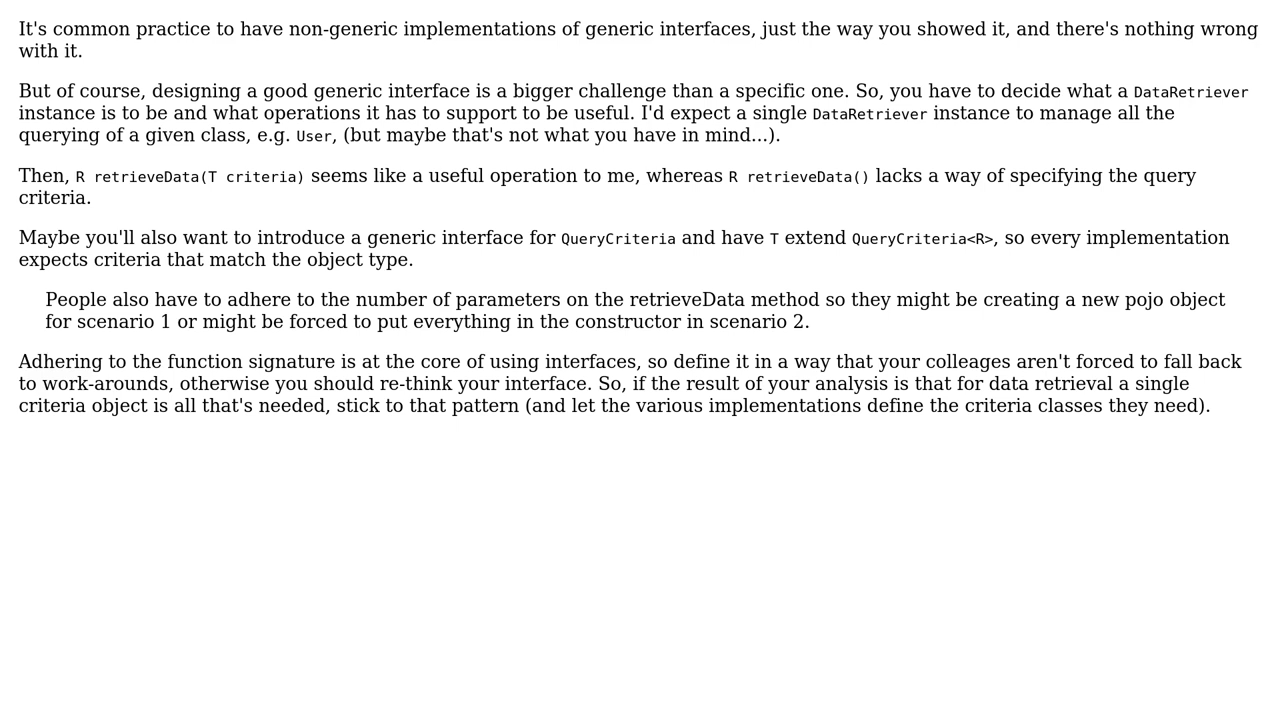 It's common practice to have non-generic implementations of generic interfaces, just the way you showed it, and there's nothing wrong
with it.
But of course, designing a good generic interface is a bigger challenge than a specific one. So, you have to decide what a DataRetriever
instance is to be and what operations it has to support to be useful. I'd expect a single DataRetriever instance to manage all the
querying of a given class, e.g. User, (but maybe that's not what you have in mind...).
Then, R retrieveData(T criteria) seems like a useful operation to me, whereas R retrieveData() lacks a way of specifying the query
criteria.
Maybe you'll also want to introduce a generic interface for QueryCriteria and have T extend QueryCriteria<R>, so every implementation
expects criteria that match the object type.
People also have to adhere to the number of parameters on the retrieveData method so they might be creating a new pojo object
for scenario 1 or might be forced to put everything in the constructor in scenario 2.
Adhering to the function signature is at the core of using interfaces, so define it in a way that your colleages aren't forced to fall back
to work-arounds, otherwise you should re-think your interface. So, if the result of your analysis is that for data retrieval a single
criteria object is all that's needed, stick to that pattern (and let the various implementations define the criteria classes they need).